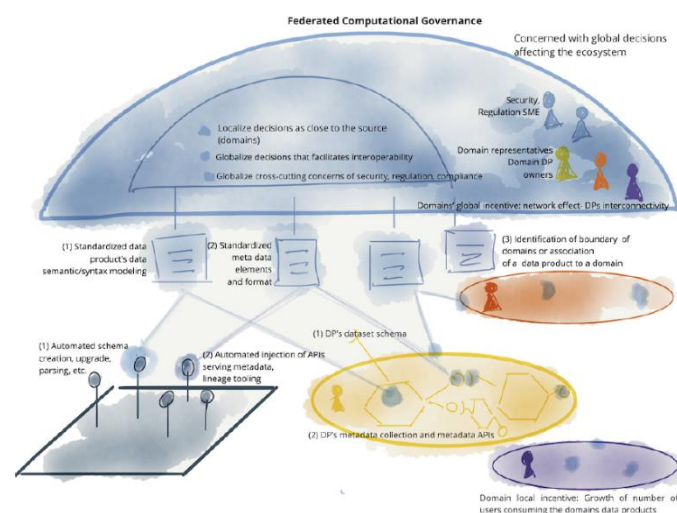 Federated Computational Governance
Concerned with global decisions
affecting the ecosystem
Security,
Regulation SME
Localize decisions as close to the source
(domains)
Globalize decisions that facilitates interoperability
Globalize cross-cutting concerns of security, regulation, compliance
Domain representatives
Domain DP
owners
Domains' global incentive: network effect- DPs interconnectivity
(1) Standardized data
product's data
semantic/syntax modeling
(2) Standardized
meta data
elements
and format
(3) Identification of boundary of
domains or association
of a data product to a domain
(1) Automated schema
creation, upgrade,
parsing, etc.
(2) Automated injection of APIs
serving metadata,
lineage tooling
(1) DP's dataset schema
(2) DP's metadata collection and metadata APIs
Domain local incentive: Growth of number of
users consuming the domains data products